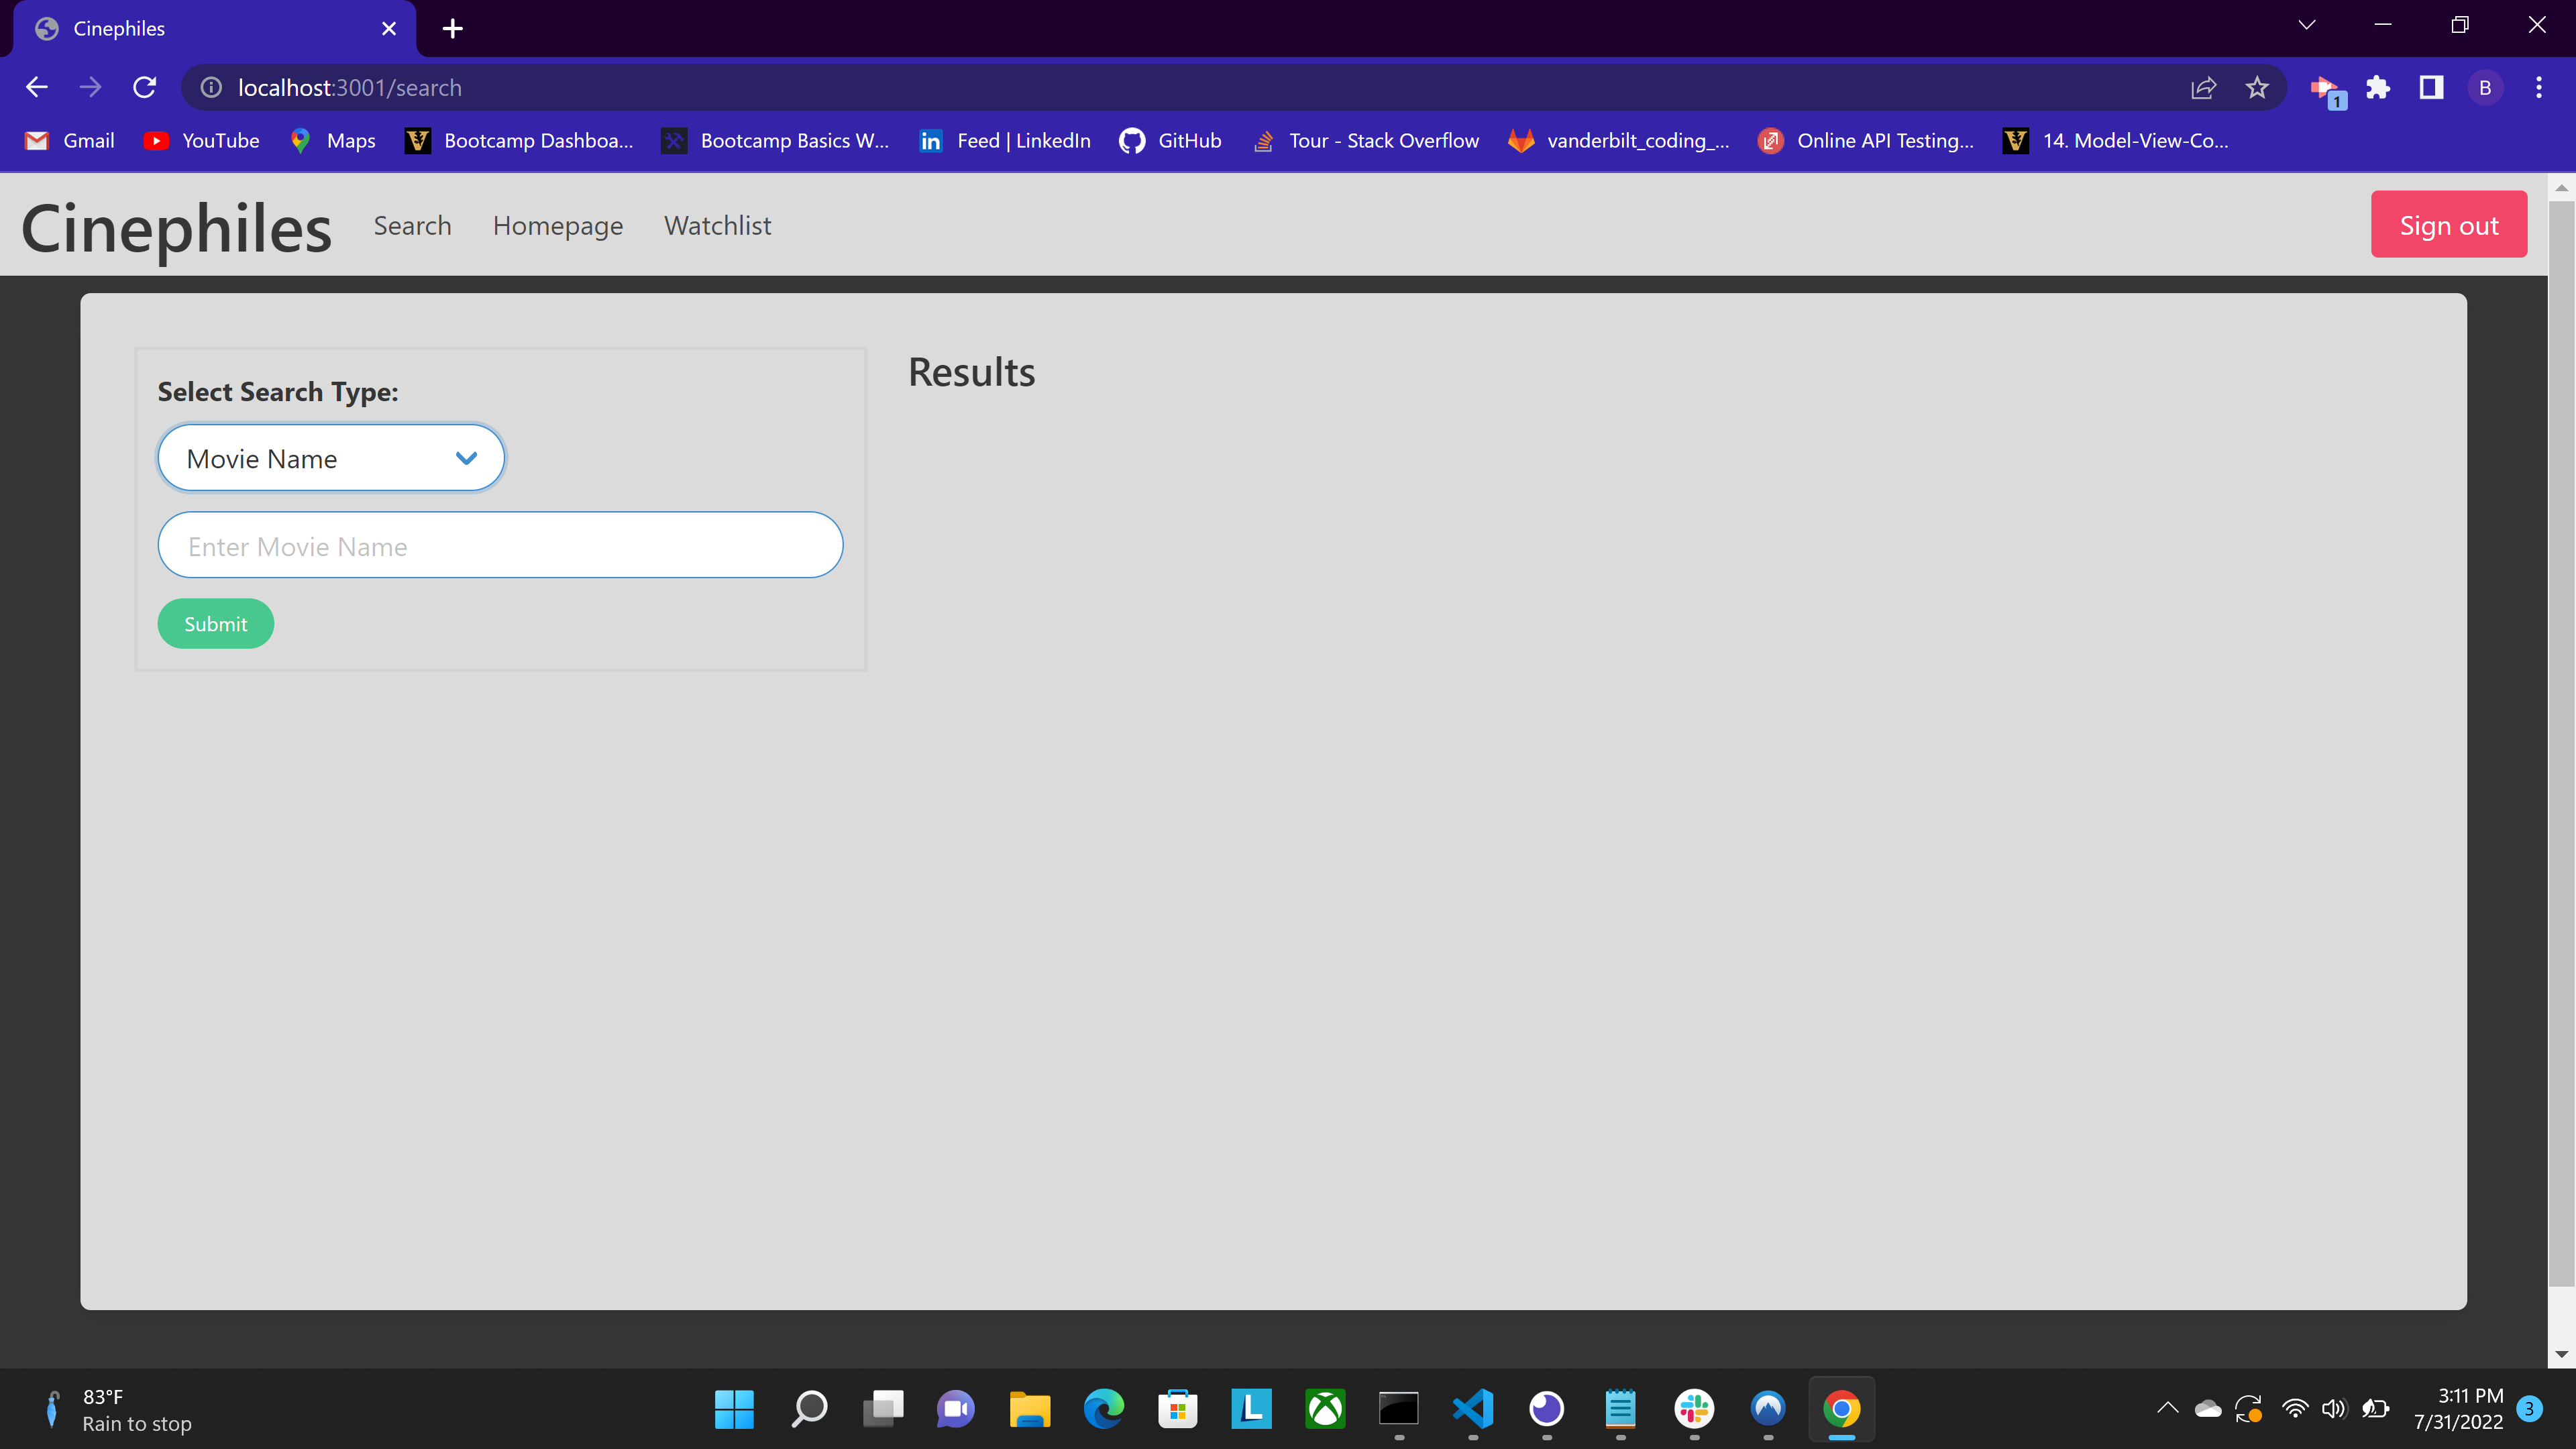 Cinephiles
localhost:3001/search
1
B
Gmail YouTube Maps Bootcamp Dashboa... Bootcamp Basics W... Feed | LinkedIn GitHub Tour - Stack Overflow vanderbilt_coding_... Online API Testing... 14. Model-View-Co...
Cinephiles Search Homepage Watchlist Sign out
Select Search Type:
Movie Name
Enter Movie Name
Submit
Results
83°F
Rain to stop
3:11 PM
7/31/2022
3